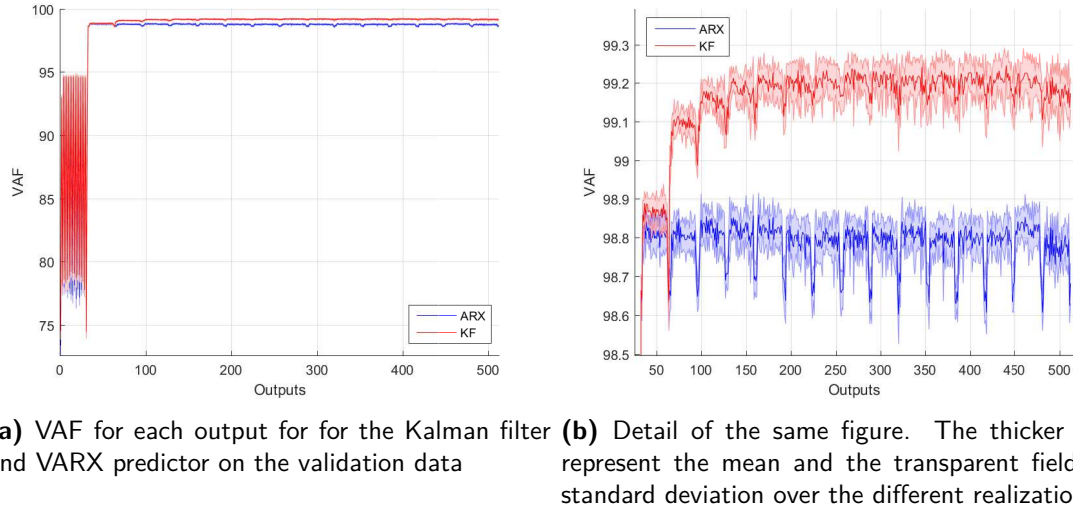 100
95
90
85
80
75
VAF
0 100 200 300 400 500
Outputs
ARX
KF
99.3
99.2
99.1
99
98.9
98.8
98.7
98.6
98.5
VAF
50 100 150 200 250 300 350 400 450 500
Outputs
ARX
KF
a) VAF for each output for for the Kalman filter
nd VARX predictor on the validation data
(b) Detail of the same figure. The thicker
represent the mean and the transparent field
standard deviation over the different realizatio